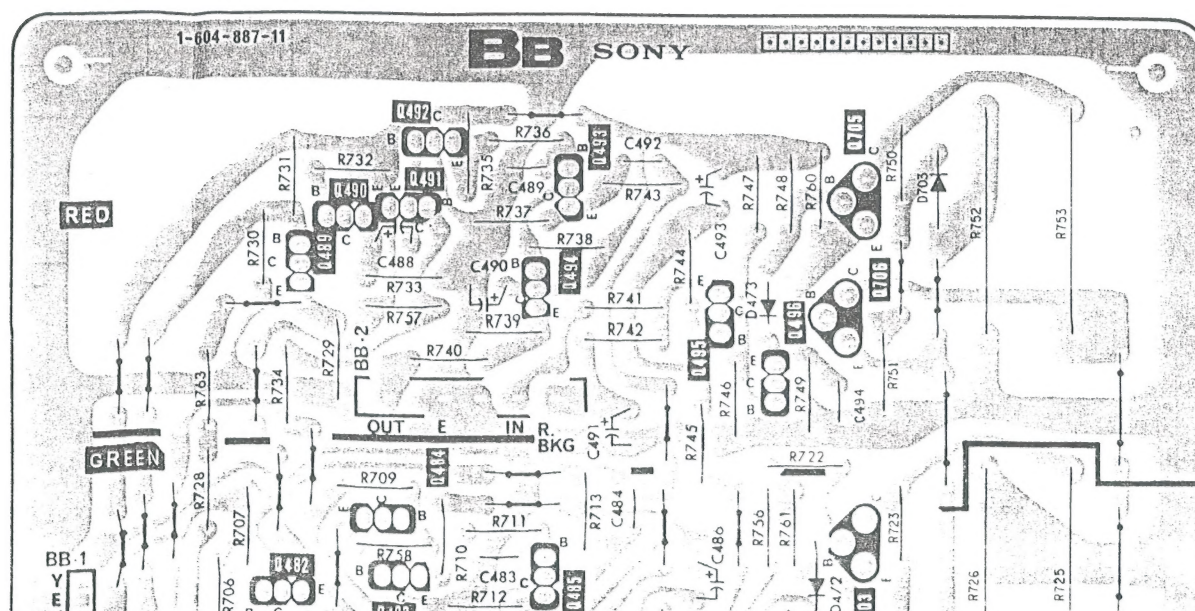 1-604-887-11
BB SONY
Q492
C
B
E
R736
Q493
B
C492
Q705
C
R731
R732
R735
C489
R743
R747
R748
R760
B
R750
D703
RED
B
Q490
E
E
Q491
B
C
R737
C
E
C493
R752
R753
R730
B
C
E
Q489
C
C
C488
R738
R744
E
Q706
C490
B
C
E
Q494
R733
R757
R739
R741
R742
E
C
B
D473
Q496
B
C
Q495
BB-2
R763
R734
R729
R740
R746
E
C
B
R749
C494
E
R751
OUT E IN R.
BKG
C491
R745
GREEN
Q484
R722
R728
R707
R709
C
E
B
R713
C484
R711
R756
R761
R723
C486
BB-1
Y
E
Q482
B
C
E
R706
R758
C
B
E
R710
C483
R712
B
C
E
Q485
B
D472
R726
R725